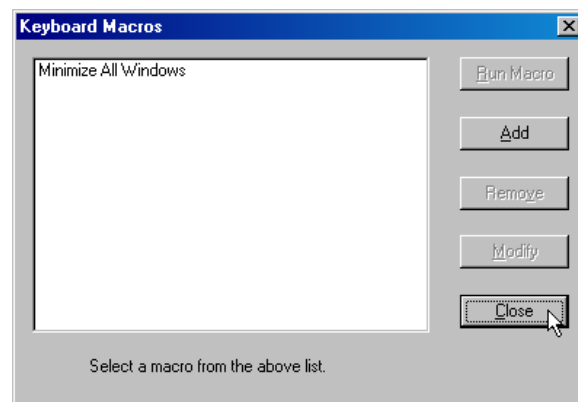 Keyboard Macros
Minimize All Windows
Run Macro
Add
Remove
Modify
Close
Select a macro from the above list.